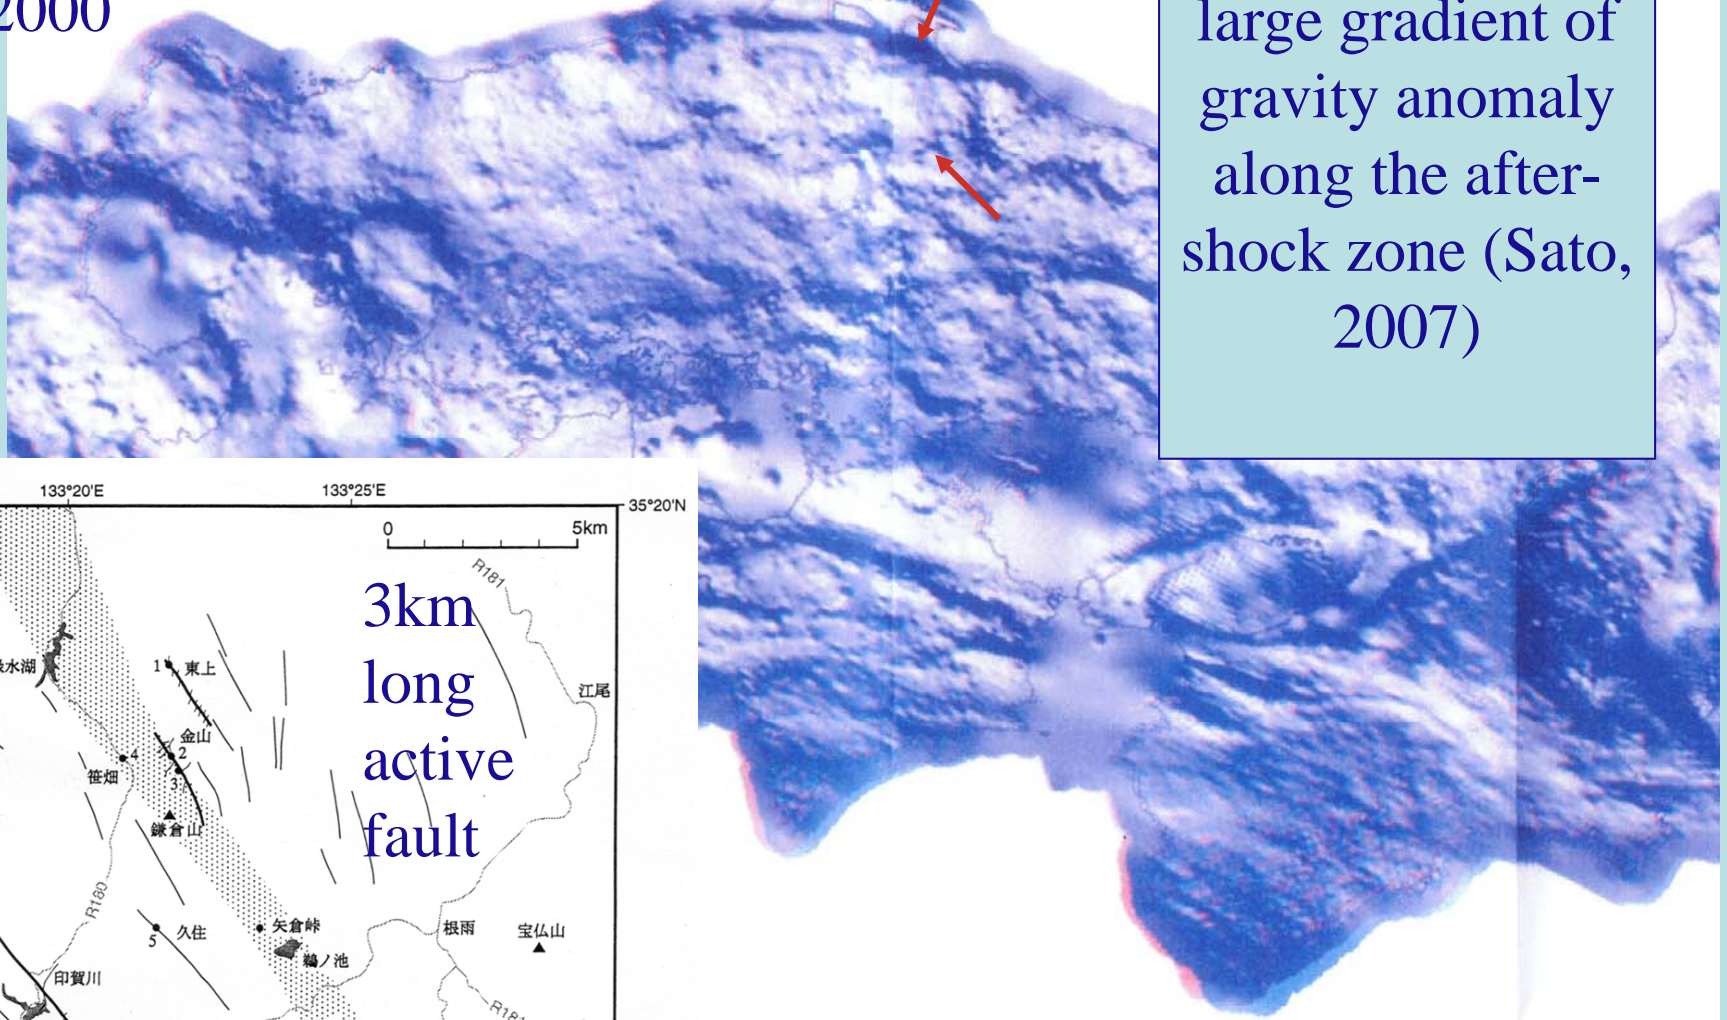 2000
large gradient of
gravity anomaly
along the after-
shock zone (Sato,
2007)
133°20'E
133°25'E
35°20'N
0
5km
R181
3km
long
active
fault
水湖
1
東上
江尾
金山
2
4
3
笹畑
鎌倉山
R180
5
久住
矢倉峠
根雨
宝仏山
鵜ノ池
印賀川
R181